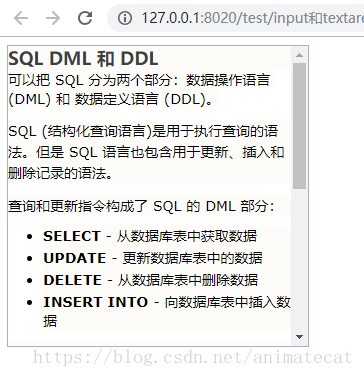 127.0.0.1:8020/test/input和textare
SQL DML 和 DDL
可以把 SQL 分为两个部分：数据操作语言
(DML) 和 数据定义语言 (DDL)。
SQL (结构化查询语言)是用于执行查询的语
法。但是 SQL 语言也包含用于更新、插入和
删除记录的语法。
查询和更新指令构成了 SQL 的 DML 部分：
• SELECT - 从数据库表中获取数据
• UPDATE - 更新数据库表中的数据
• DELETE - 从数据库表中删除数据
• INSERT INTO - 向数据库表中插入数
据
https://blog.csdn.net/animatecat